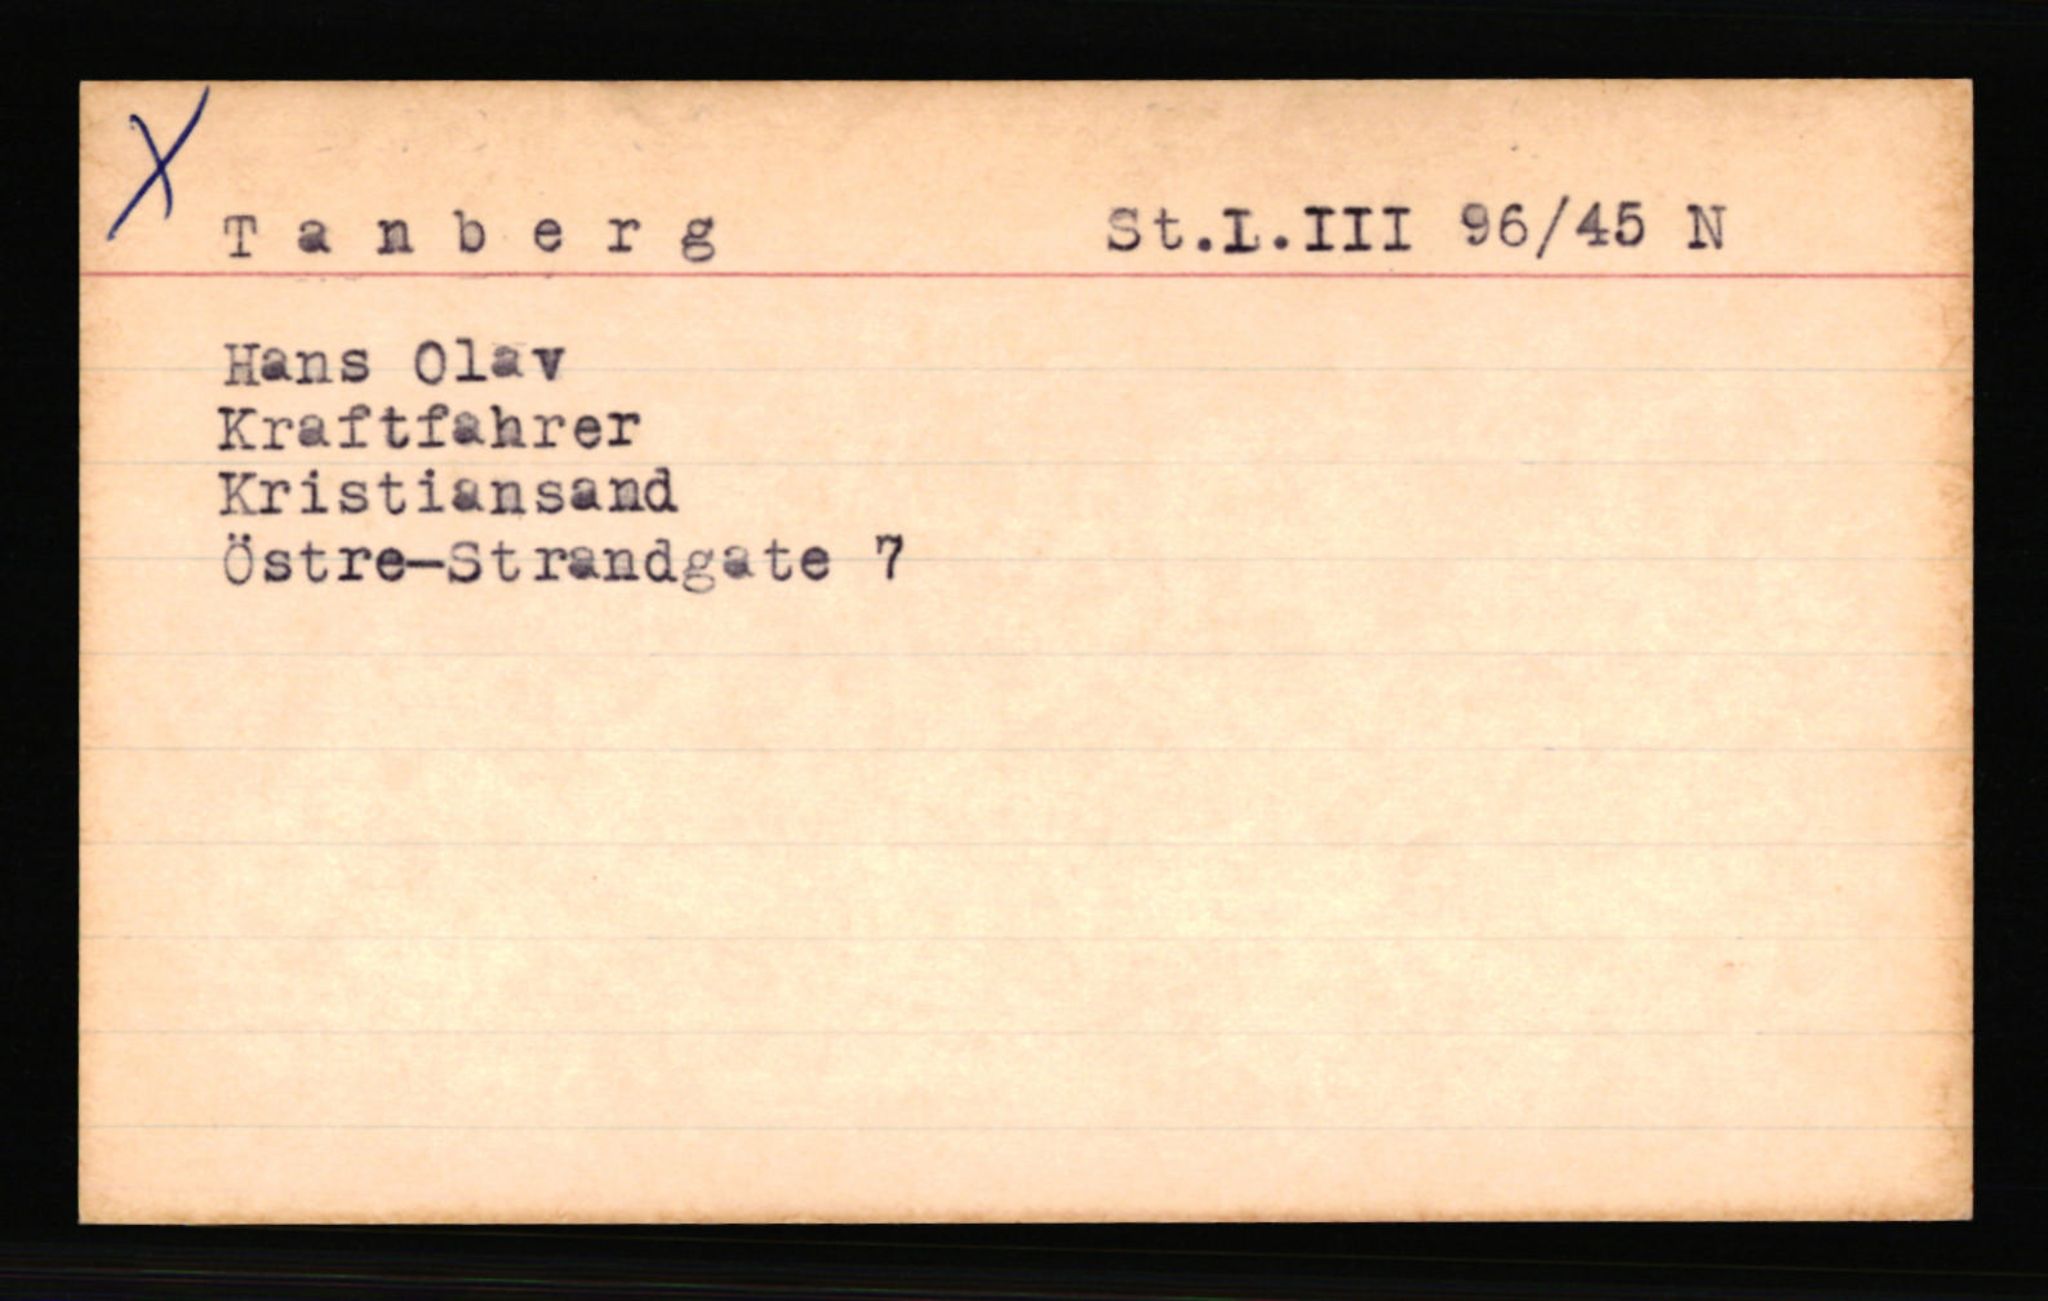 X
T a n b e r g St.L.III 96/45 N
Hans Olav
Kraftfahrer
Kristiansand
Östre-Strandgate 7